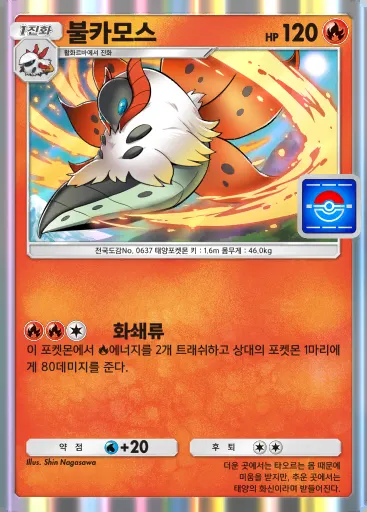 1진화
불카모스
HP 120
활화르바에서 진화
전국도감No. 0637 태양포켓몬 키 : 1.6m 몸무게 : 46.0kg
화쇄류
이 포켓몬에서 에너지를 2개 트래쉬하고 상대의 포켓몬 1마리에
게 80데미지를 준다.
약 점 +20
후 퇴
Illus. Shin Nagasawa
더운 곳에서는 타오르는 몸 때문에
미움을 받지만, 추운 곳에서는
태양의 화신이라며 받들어진다.